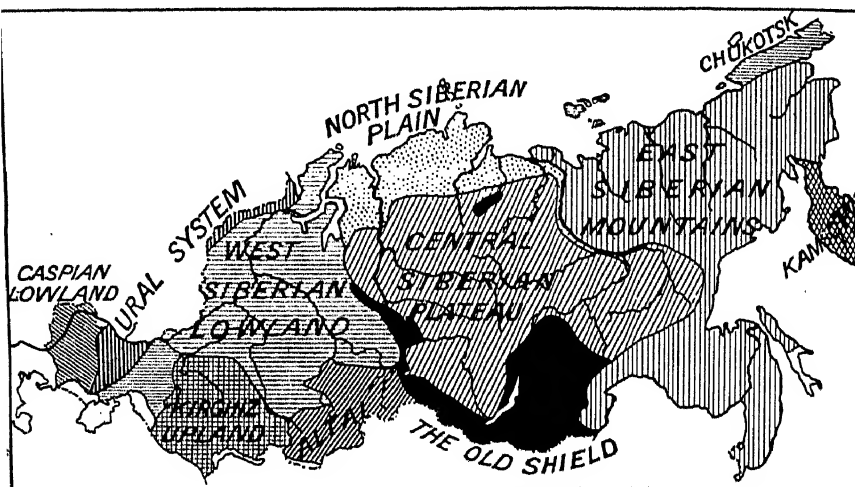 CHUKOTSK
NORTH SIBERIAN
PLAIN
EAST
SIBERIAN
MOUNTAINS
URAL SYSTEM
WEST
SIBERIAN
LOWLAND
CENTRAL
SIBERIAN
PLATEAU
CASPIAN
LOWLAND
KIRGHIZ
UPLAND
ALTAI
THE OLD SHIELD